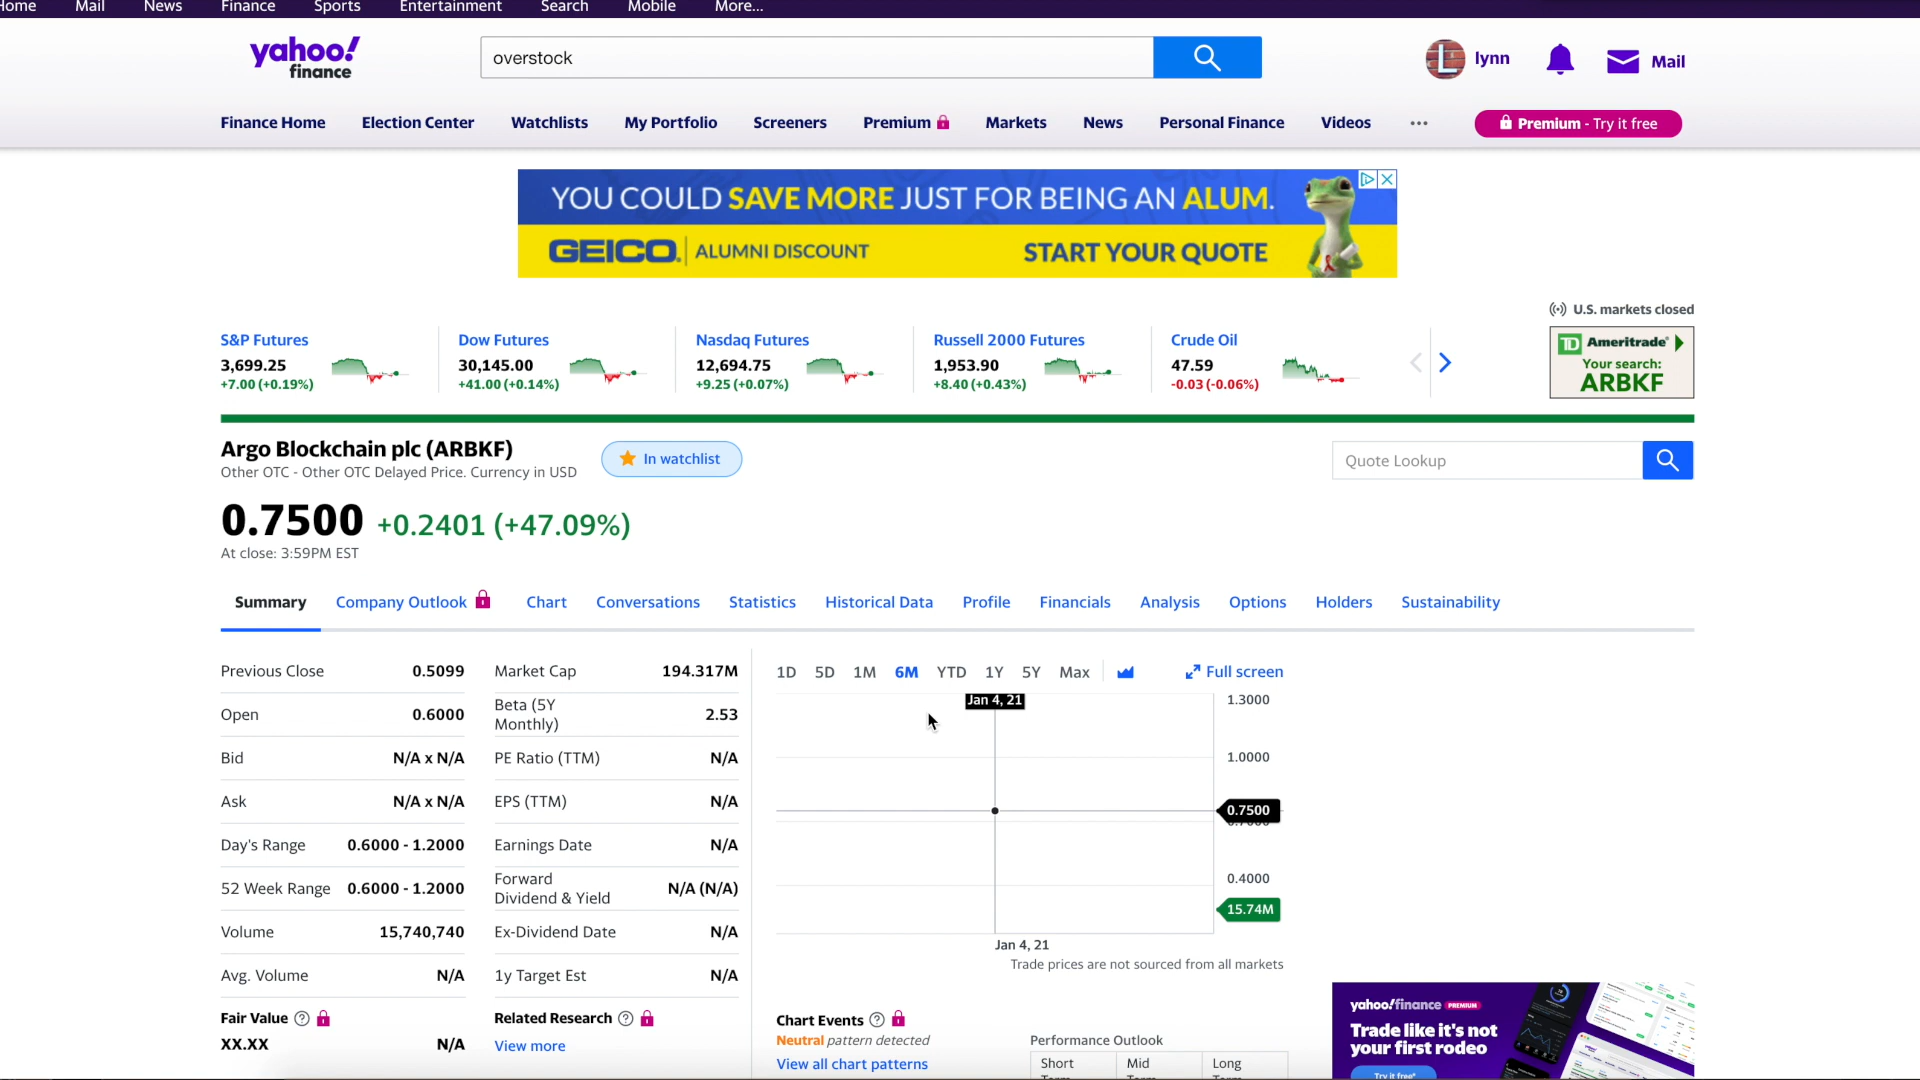 Home Mail News Finance Sports Entertainment Search Mobile More...
yahoo!
finance
overstock
L lynn Mail
Finance Home Election Center Watchlists My Portfolio Screeners Premium Markets News Personal Finance Videos ••• Premium - Try it free
YOU COULD SAVE MORE JUST FOR BEING AN ALUM.
GEICO. ALUMNI DISCOUNT START YOUR QUOTE
U.S. markets closed
S&P Futures Dow Futures Nasdaq Futures Russell 2000 Futures Crude Oil
3,699.25 30,145.00 12,694.75 1,953.90 47.59
+7.00 (+0.19%) +41.00 (+0.14%) +9.25 (+0.07%) +8.40 (+0.43%) -0.03 (-0.06%)
TD Ameritrade®
Your search:
ARBKF
Argo Blockchain plc (ARBKF)
Other OTC - Other OTC Delayed Price. Currency in USD
In watchlist
Quote Lookup
0.7500 +0.2401 (+47.09%)
At close: 3:59PM EST
Summary Company Outlook Chart Conversations Statistics Historical Data Profile Financials Analysis Options Holders Sustainability
Previous Close 0.5099
Open 0.6000
Bid N/A x N/A
Ask N/A x N/A
Day's Range 0.6000 - 1.2000
52 Week Range 0.6000 - 1.2000
Volume 15,740,740
Avg. Volume N/A
Fair Value
XX.XX N/A
Market Cap 194.317M
Beta (5Y
Monthly) 2.53
PE Ratio (TTM) N/A
EPS (TTM) N/A
Earnings Date N/A
Forward
Dividend & Yield N/A (N/A)
Ex-Dividend Date N/A
1y Target Est N/A
Related Research
View more
1D 5D 1M 6M YTD 1Y 5Y Max Full screen
Jan 4, 21
1.3000
1.0000
0.7500
0.4000
15.74M
Jan 4, 21
Trade prices are not sourced from all markets
Chart Events
Neutral pattern detected
View all chart patterns
Performance Outlook
Short Mid Long
Term Term Term
yahoo!finance PREMIUM
Trade like it's not
your first rodeo
Try it free*